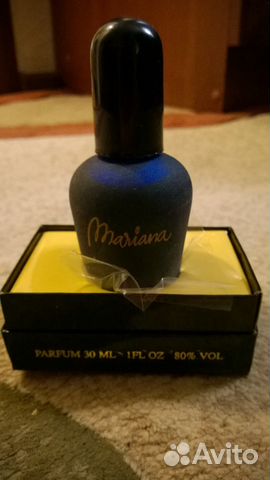 Mariana
PARFUM 30 ML - 1FL OZ 80% VOL
Avito